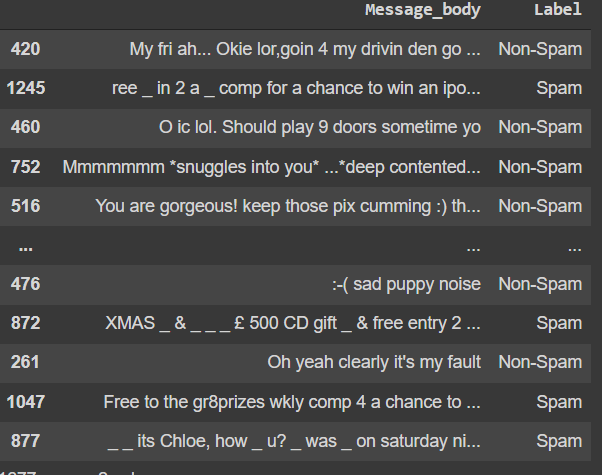 Message_body Label
420 My fri ah... Okie lor,goin 4 my drivin den go ... Non-Spam
1245 ree _ in 2 a _ comp for a chance to win an ipo... Spam
460 O ic lol. Should play 9 doors sometime yo Non-Spam
752 Mmmmmmm *snuggles into you* ...*deep contented... Non-Spam
516 You are gorgeous! keep those pix cumming :) th... Non-Spam
... ... ...
476 :-( sad puppy noise Non-Spam
872 XMAS _ & _ _ _ £ 500 CD gift _ & free entry 2 ... Spam
261 Oh yeah clearly it's my fault Non-Spam
1047 Free to the gr8prizes wkly comp 4 a chance to ... Spam
877 _ _ its Chloe, how _ u? _ was _ on saturday ni... Spam